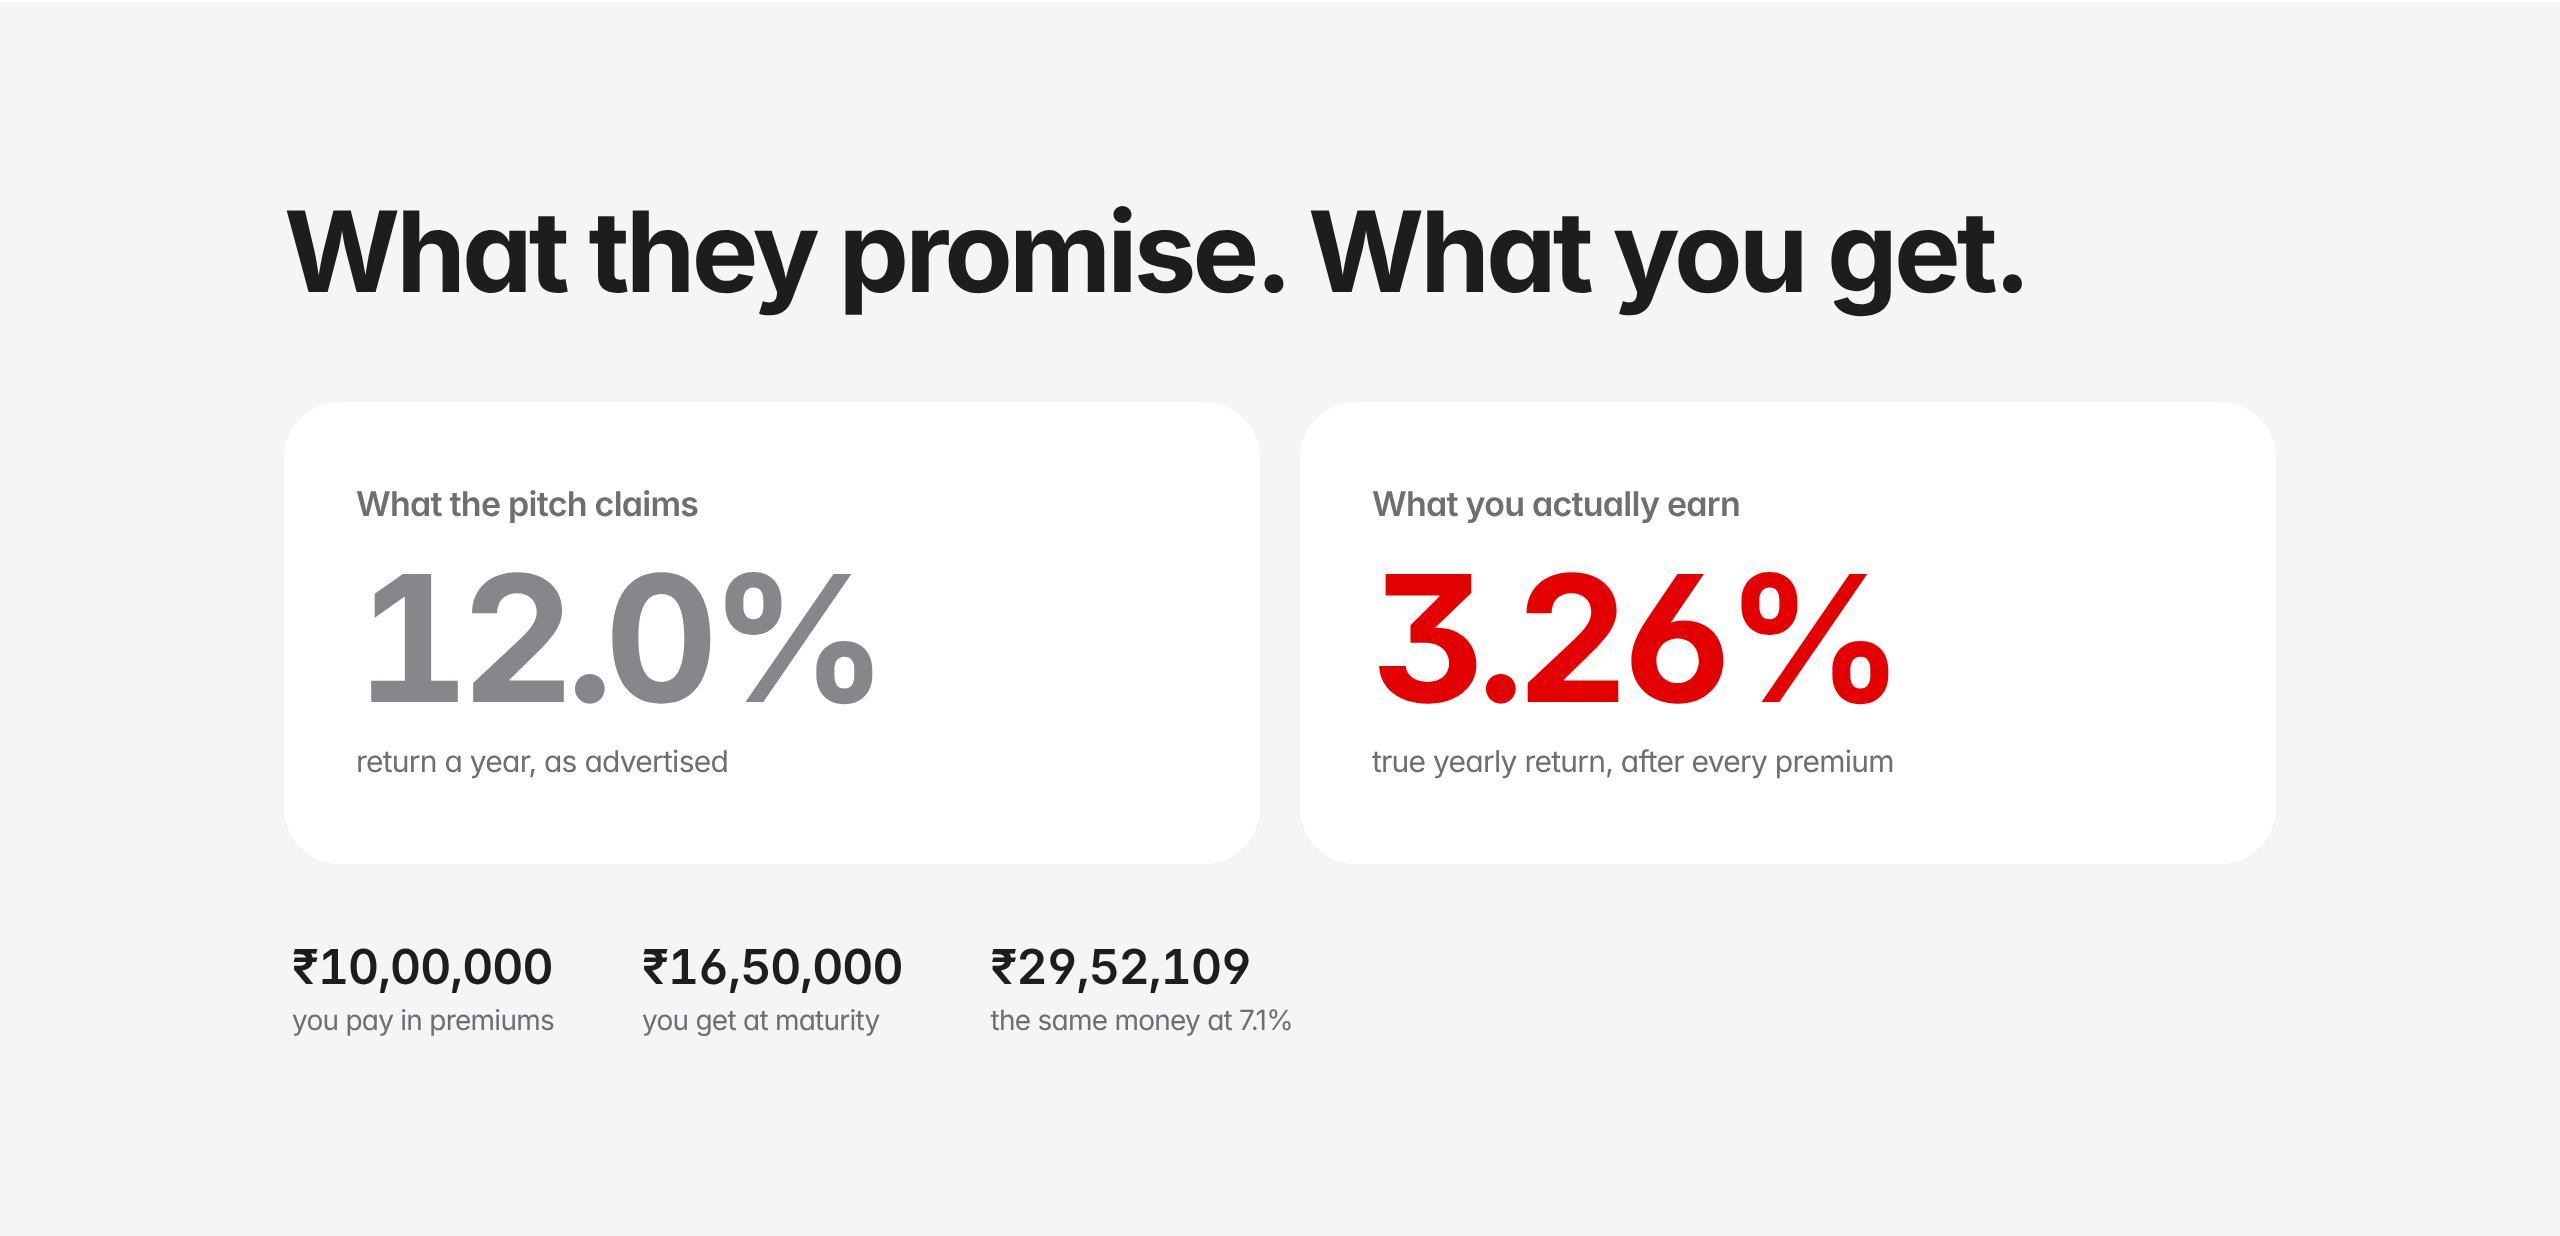 What they promise. What you get.
What the pitch claims
12.0%
return a year, as advertised
What you actually earn
3.26%
true yearly return, after every premium
₹10,00,000
you pay in premiums
₹16,50,000
you get at maturity
₹29,52,109
the same money at 7.1%